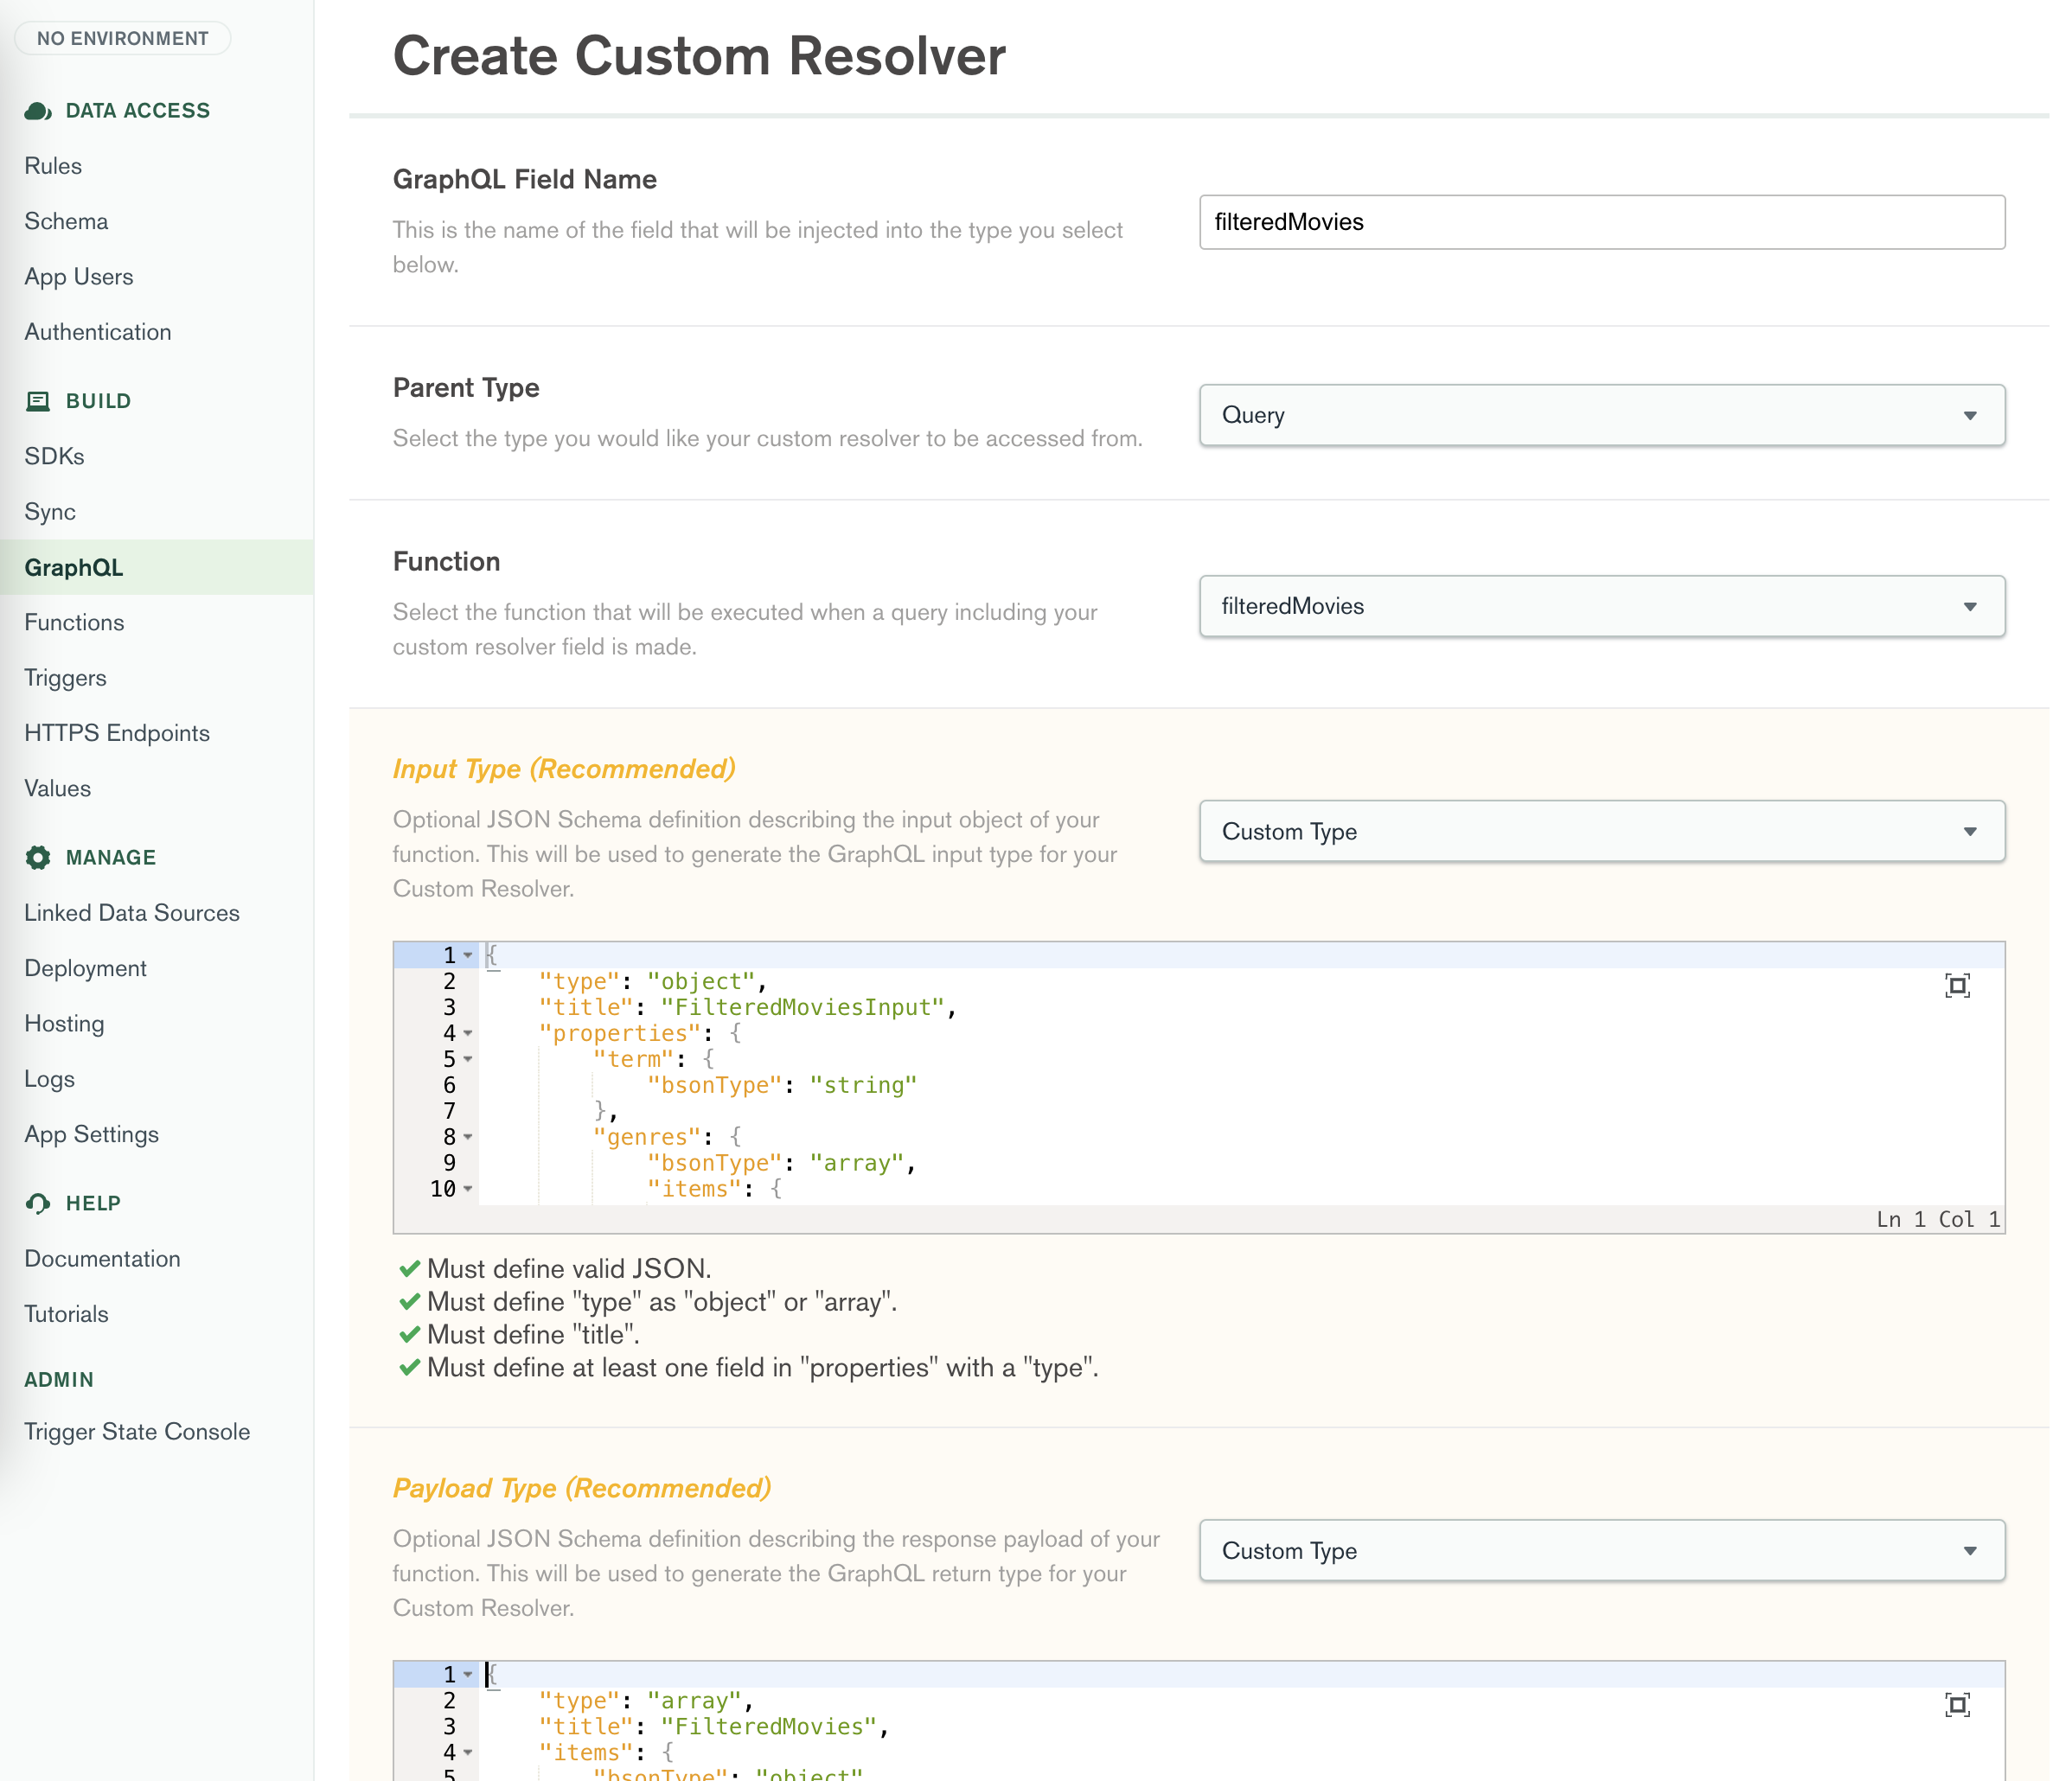 NO ENVIRONMENT
DATA ACCESS
Rules
Schema
App Users
Authentication
BUILD
SDKs
Sync
GraphQL
Functions
Triggers
HTTPS Endpoints
Values
MANAGE
Linked Data Sources
Deployment
Hosting
Logs
App Settings
HELP
Documentation
Tutorials
ADMIN
Trigger State Console
Create Custom Resolver
GraphQL Field Name
This is the name of the field that will be injected into the type you select
below.
filteredMovies
Parent Type
Select the type you would like your custom resolver to be accessed from.
Query
Function
Select the function that will be executed when a query including your
custom resolver field is made.
filteredMovies
Input Type (Recommended)
Optional JSON Schema definition describing the input object of your
function. This will be used to generate the GraphQL input type for your
Custom Resolver.
Custom Type
1 {
2 "type": "object",
3 "title": "FilteredMoviesInput",
4 "properties": {
5 "term": {
6 "bsonType": "string"
7 },
8 "genres": {
9 "bsonType": "array",
10 "items": {
Ln 1 Col 1
Must define valid JSON.
Must define "type" as "object" or "array".
Must define "title".
Must define at least one field in "properties" with a "type".
Payload Type (Recommended)
Optional JSON Schema definition describing the response payload of your
function. This will be used to generate the GraphQL return type for your
Custom Resolver.
Custom Type
1 {
2 "type": "array",
3 "title": "FilteredMovies",
4 "items": {
5 "bsonType": "object"